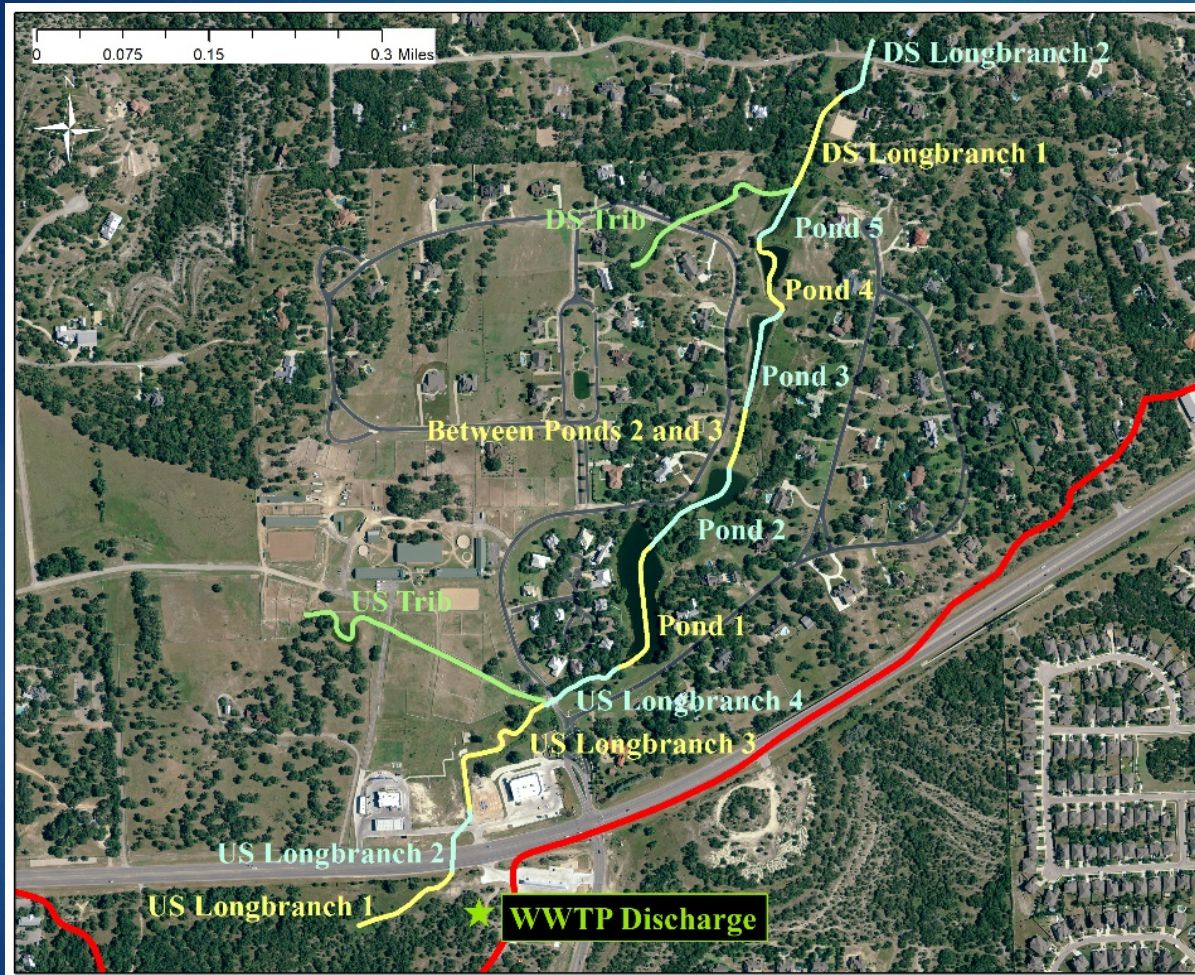 0 0.075 0.15 0.3 Miles
N
DS Longbranch 2
DS Longbranch 1
DS Trib
Pond 5
Pond 4
Pond 3
Between Ponds 2 and 3
Pond 2
US Trib
Pond 1
US Longbranch 4
US Longbranch 3
US Longbranch 2
US Longbranch 1
WWTP Discharge